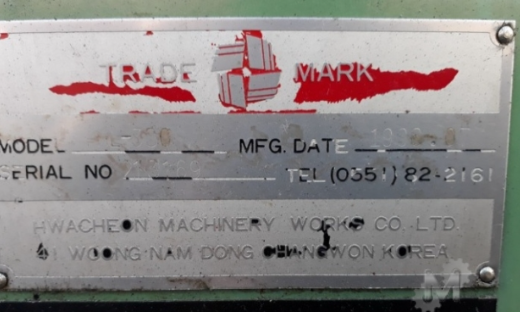 TRADE MARK
MODEL MFG. DATE
SERIAL NO TEL (0551) 82-2161
HWACHEON MACHINERY WORKS CO. LTD.
WOONG NAM DONG CHANGWON KOREA